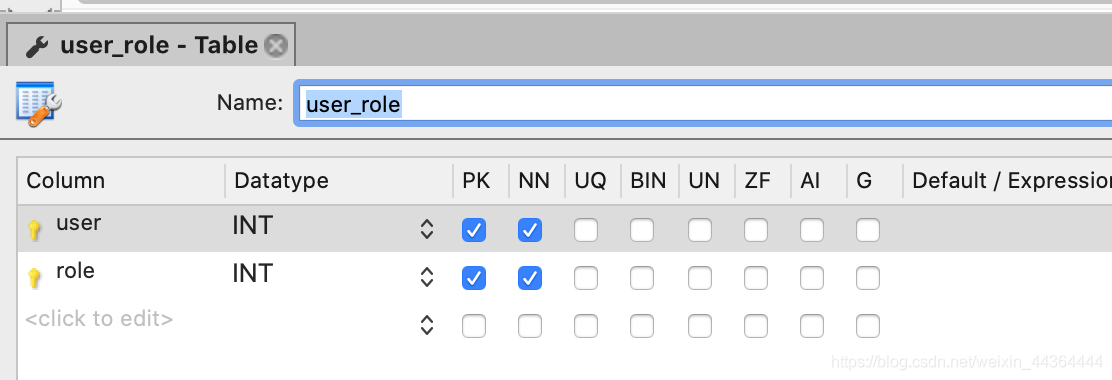 user_role - Table
Name: user_role
Column Datatype PK NN UQ BIN UN ZF AI G Default / Expression
user INT
role INT
<click to edit>
https://blog.csdn.net/weixin_44364444